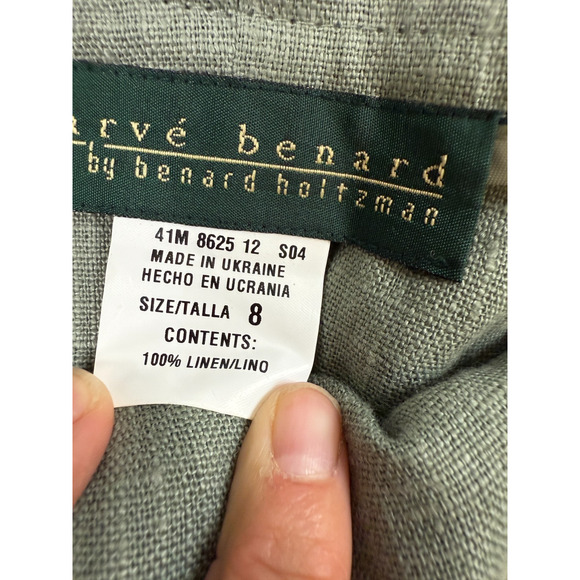 arvé benard
by benard holtzman
41M 8625 12 S04
MADE IN UKRAINE
HECHO EN UCRANIA
SIZE/TALLA 8
CONTENTS:
100% LINEN/LINO